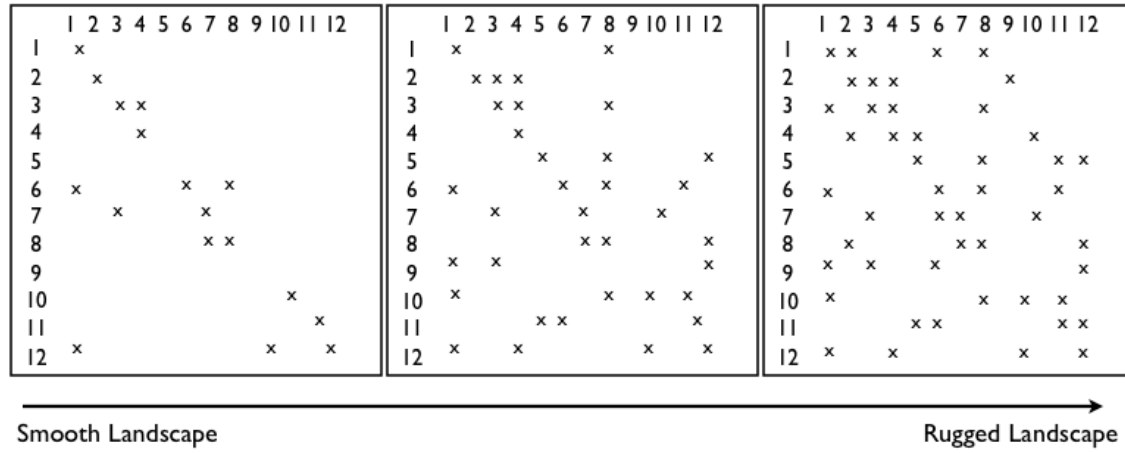 1 2 3 4 5 6 7 8 9 10 11 12
1 x
2 x
3 x x
4 x
5
6 x x x
7 x x
8 x x
9
10 x
11 x
12 x x x
1 2 3 4 5 6 7 8 9 10 11 12
1 x x
2 x x x
3 x x x
4 x
5 x x x
6 x x x x
7 x x x
8 x x x
9 x x x
10 x x x x
11 x x x
12 x x x x
1 2 3 4 5 6 7 8 9 10 11 12
1 x x x x
2 x x x x
3 x x x x
4 x x x x
5 x x x x
6 x x x x
7 x x x x
8 x x x x
9 x x x x
10 x x x x
11 x x x x
12 x x x x
Smooth Landscape
Rugged Landscape